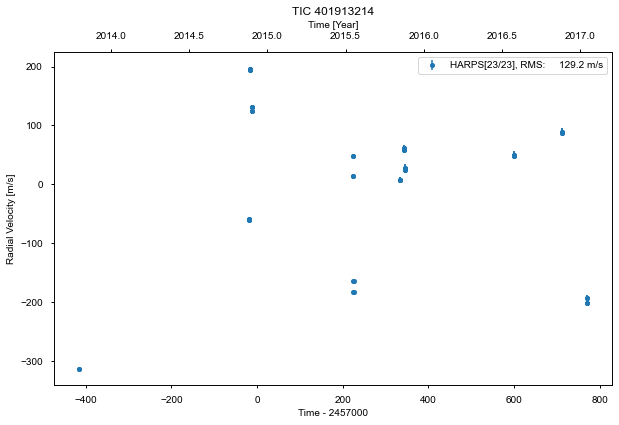 TIC 401913214
Time [Year]
2014.0 2014.5 2015.0 2015.5 2016.0 2016.5 2017.0
HARPS[23/23], RMS: 129.2 m/s
200
100
0
−100
−200
−300
Radial Velocity [m/s]
−400 −200 0 200 400 600 800
Time - 2457000